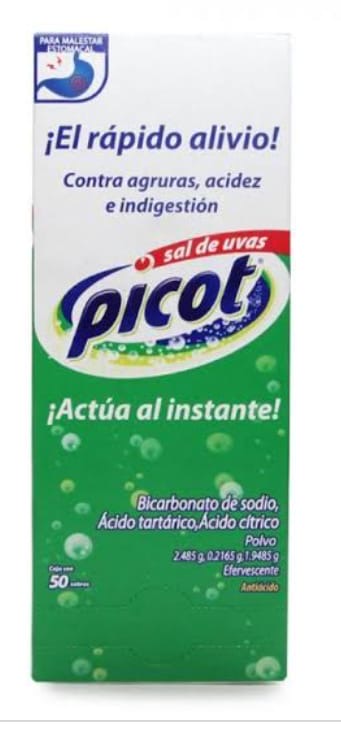 PARA MALESTAR
ESTOMACAL
¡El rápido alivio!
Contra agruras, acidez
e indigestión
sal de uvas
picot®
¡Actúa al instante!
Bicarbonato de sodio,
Ácido tartárico,Ácido cítrico
Polvo
2.485 g, 0.2165 g, 1.9485 g
Efervescente
Antiácido
Caja con
50 sobres